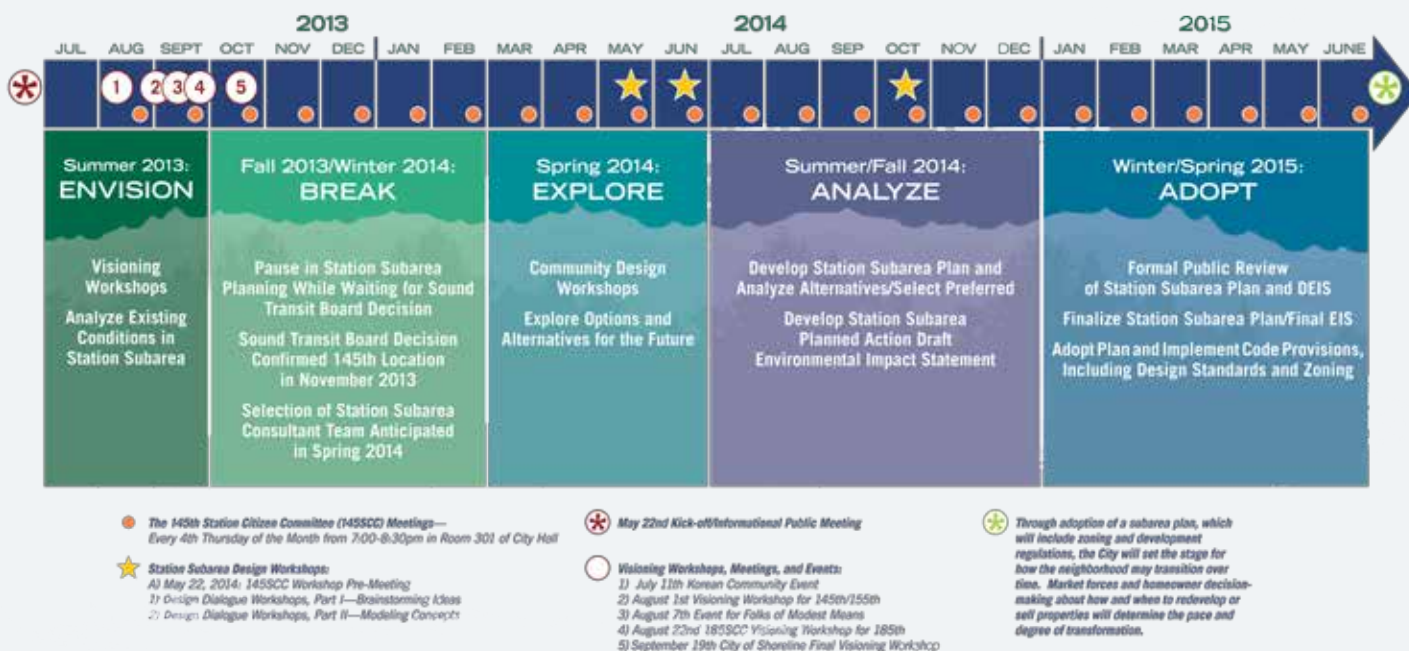 2013 2014 2015
JUL AUG SEPT OCT NOV DEC JAN FEB MAR APR MAY JUN JUL AUG SEP OCT NOV DEC JAN FEB MAR APR MAY JUNE
1 2 3 4 5
Summer 2013:
ENVISION
Visioning
Workshops
Analyze Existing
Conditions in
Station Subarea
Fall 2013/Winter 2014:
BREAK
Pause in Station Subarea
Planning While Waiting for Sound
Transit Board Decision
Sound Transit Board Decision
Confirmed 145th Location
in November 2013
Selection of Station Subarea
Consultant Team Anticipated
in Spring 2014
Spring 2014:
EXPLORE
Community Design
Workshops
Explore Options and
Alternatives for the Future
Summer/Fall 2014:
ANALYZE
Develop Station Subarea Plan and
Analyze Alternatives/Select Preferred
Develop Station Subarea
Planned Action Draft
Environmental Impact Statement
Winter/Spring 2015:
ADOPT
Formal Public Review
of Station Subarea Plan and DEIS
Finalize Station Subarea Plan/Final EIS
Adopt Plan and Implement Code Provisions,
Including Design Standards and Zoning
The 145th Station Citizen Committee (145SCC) Meetings—
Every 4th Thursday of the Month from 7:00-8:30pm in Room 301 of City Hall
Station Subarea Design Workshops:
A) May 22, 2014: 145SCC Workshop Pre-Meeting
1) Design Dialogue Workshops, Part I—Brainstorming Ideas
2) Design Dialogue Workshops, Part II—Modeling Concepts
May 22nd Kick-off/Informational Public Meeting
Visioning Workshops, Meetings, and Events:
1) July 11th Korean Community Event
2) August 1st Visioning Workshop for 145th/155th
3) August 7th Event for Folks of Modest Means
4) August 22nd 185SCC Visioning Workshop for 185th
5) September 19th City of Shoreline Final Visioning Workshop
Through adoption of a subarea plan, which
will include zoning and development
regulations, the City will set the stage for
how the neighborhood may transition over
time. Market forces and homeowner decision-
making about how and when to redevelop or
sell properties will determine the pace and
degree of transformation.